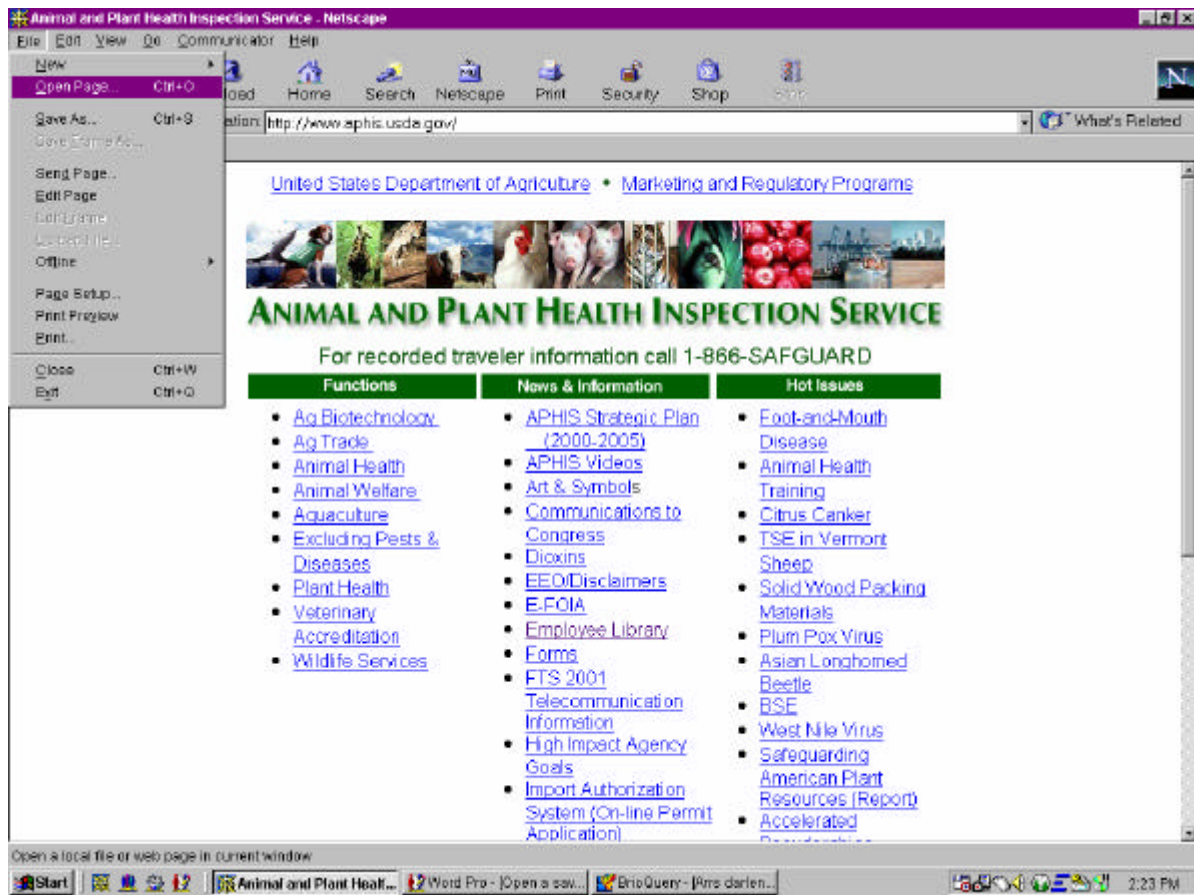 Animal and Plant Health Inspection Service - Netscape
File Edit View Go Communicator Help
New
Open Page... Ctrl+O
Save As... Ctrl+S
Save Frame As...
Send Page...
Edit Page
Edit Frame
Upload File...
Offline
Page Setup...
Print Preview
Print...
Close Ctrl+W
Exit Ctrl+Q
Home Search Netscape Print Security Shop Stop
http://www.aphis.usda.gov/ What's Related
United States Department of Agriculture • Marketing and Regulatory Programs
ANIMAL AND PLANT HEALTH INSPECTION SERVICE
For recorded traveler information call 1-866-SAFGUARD
Functions
• Ag Biotechnology
• Ag Trade
• Animal Health
• Animal Welfare
• Aquaculture
• Excluding Pests &
Diseases
• Plant Health
• Veterinary
Accreditation
• Wildlife Services
News & Information
• APHIS Strategic Plan
(2000-2005)
• APHIS Videos
• Art & Symbols
• Communications to
Congress
• Dioxins
• EEO/Disclaimers
• E-FOIA
• Employee Library
• Forms
• FTS 2001
Telecommunication
Information
• High Impact Agency
Goals
• Import Authorization
System (On-line Permit
Application)
Hot Issues
• Foot-and-Mouth
Disease
• Animal Health
Training
• Citrus Canker
• TSE in Vermont
Sheep
• Solid Wood Packing
Materials
• Plum Pox Virus
• Asian Longhorned
Beetle
• BSE
• West Nile Virus
• Safeguarding
American Plant
Resources (Report)
• Accelerated
Open a local file or web page in current window
Start Animal and Plant Healt... Word Pro - [Open a sav... BrioQuery - [Arrs darlen... 2:23 PM